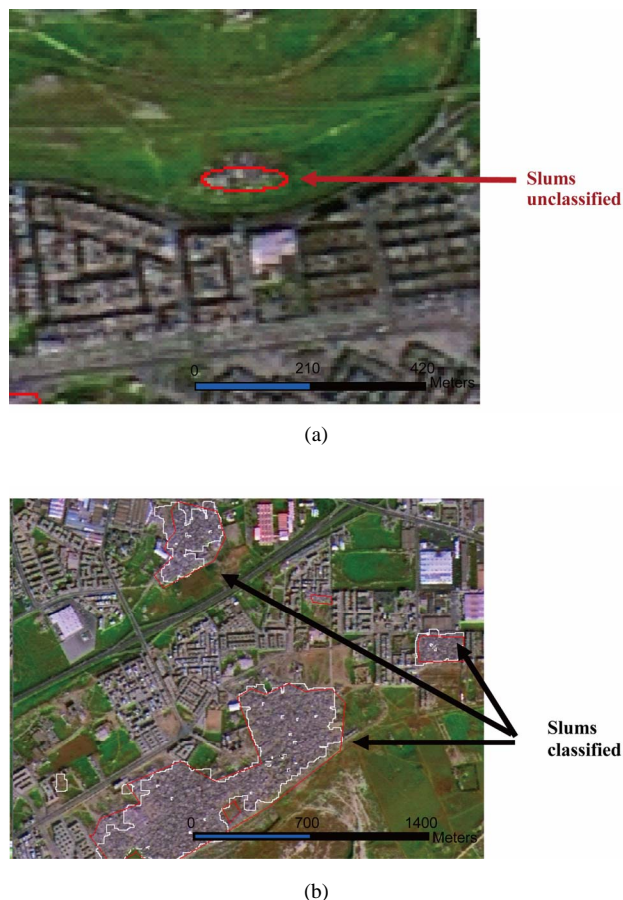 Slums
unclassified
0 210 420
Meters
(a)
Slums
classified
0 700 1400
Meters
(b)